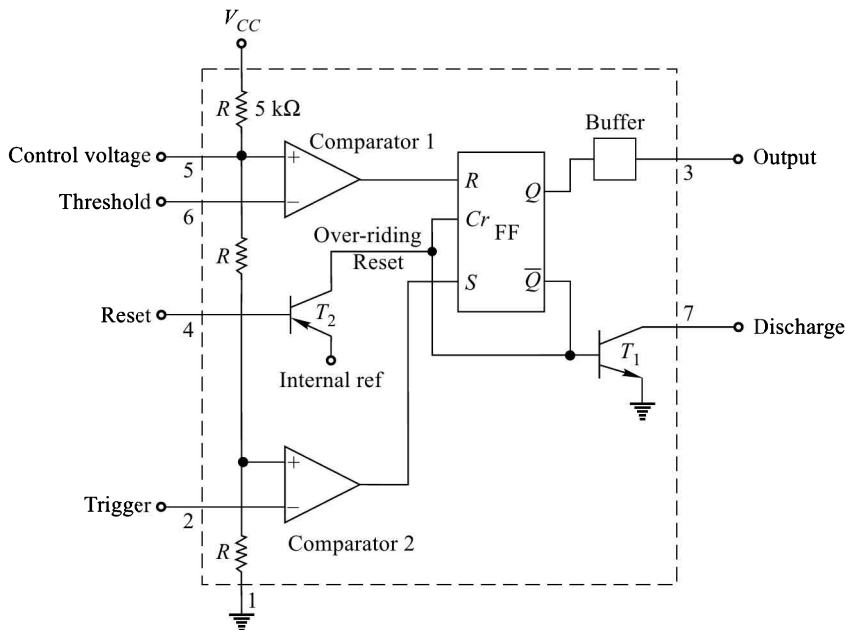 V_CC
R 5 kΩ
Comparator 1
Buffer
Control voltage
5
+
Output
3
R
Q
Threshold
6
−
Cr
FF
Over-riding
Reset
R
S
Q̅
Reset
4
T_2
7
Discharge
T_1
Internal ref
+
Trigger
2
−
Comparator 2
R
1